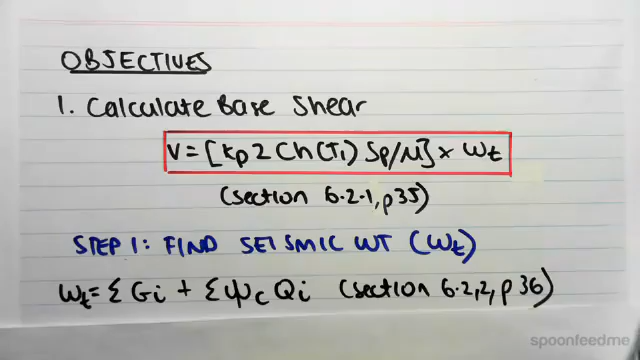 OBJECTIVES
1. Calculate Base Shear
V = [kp Z Ch(T1) Sp/μ] × Wt
(section 6.2.1, p35)
STEP 1: FIND SEISMIC WT (Wt)
Wt = Σ Gi + Σ ψc Qi (section 6.2.2, p 36)
spoonfeedme